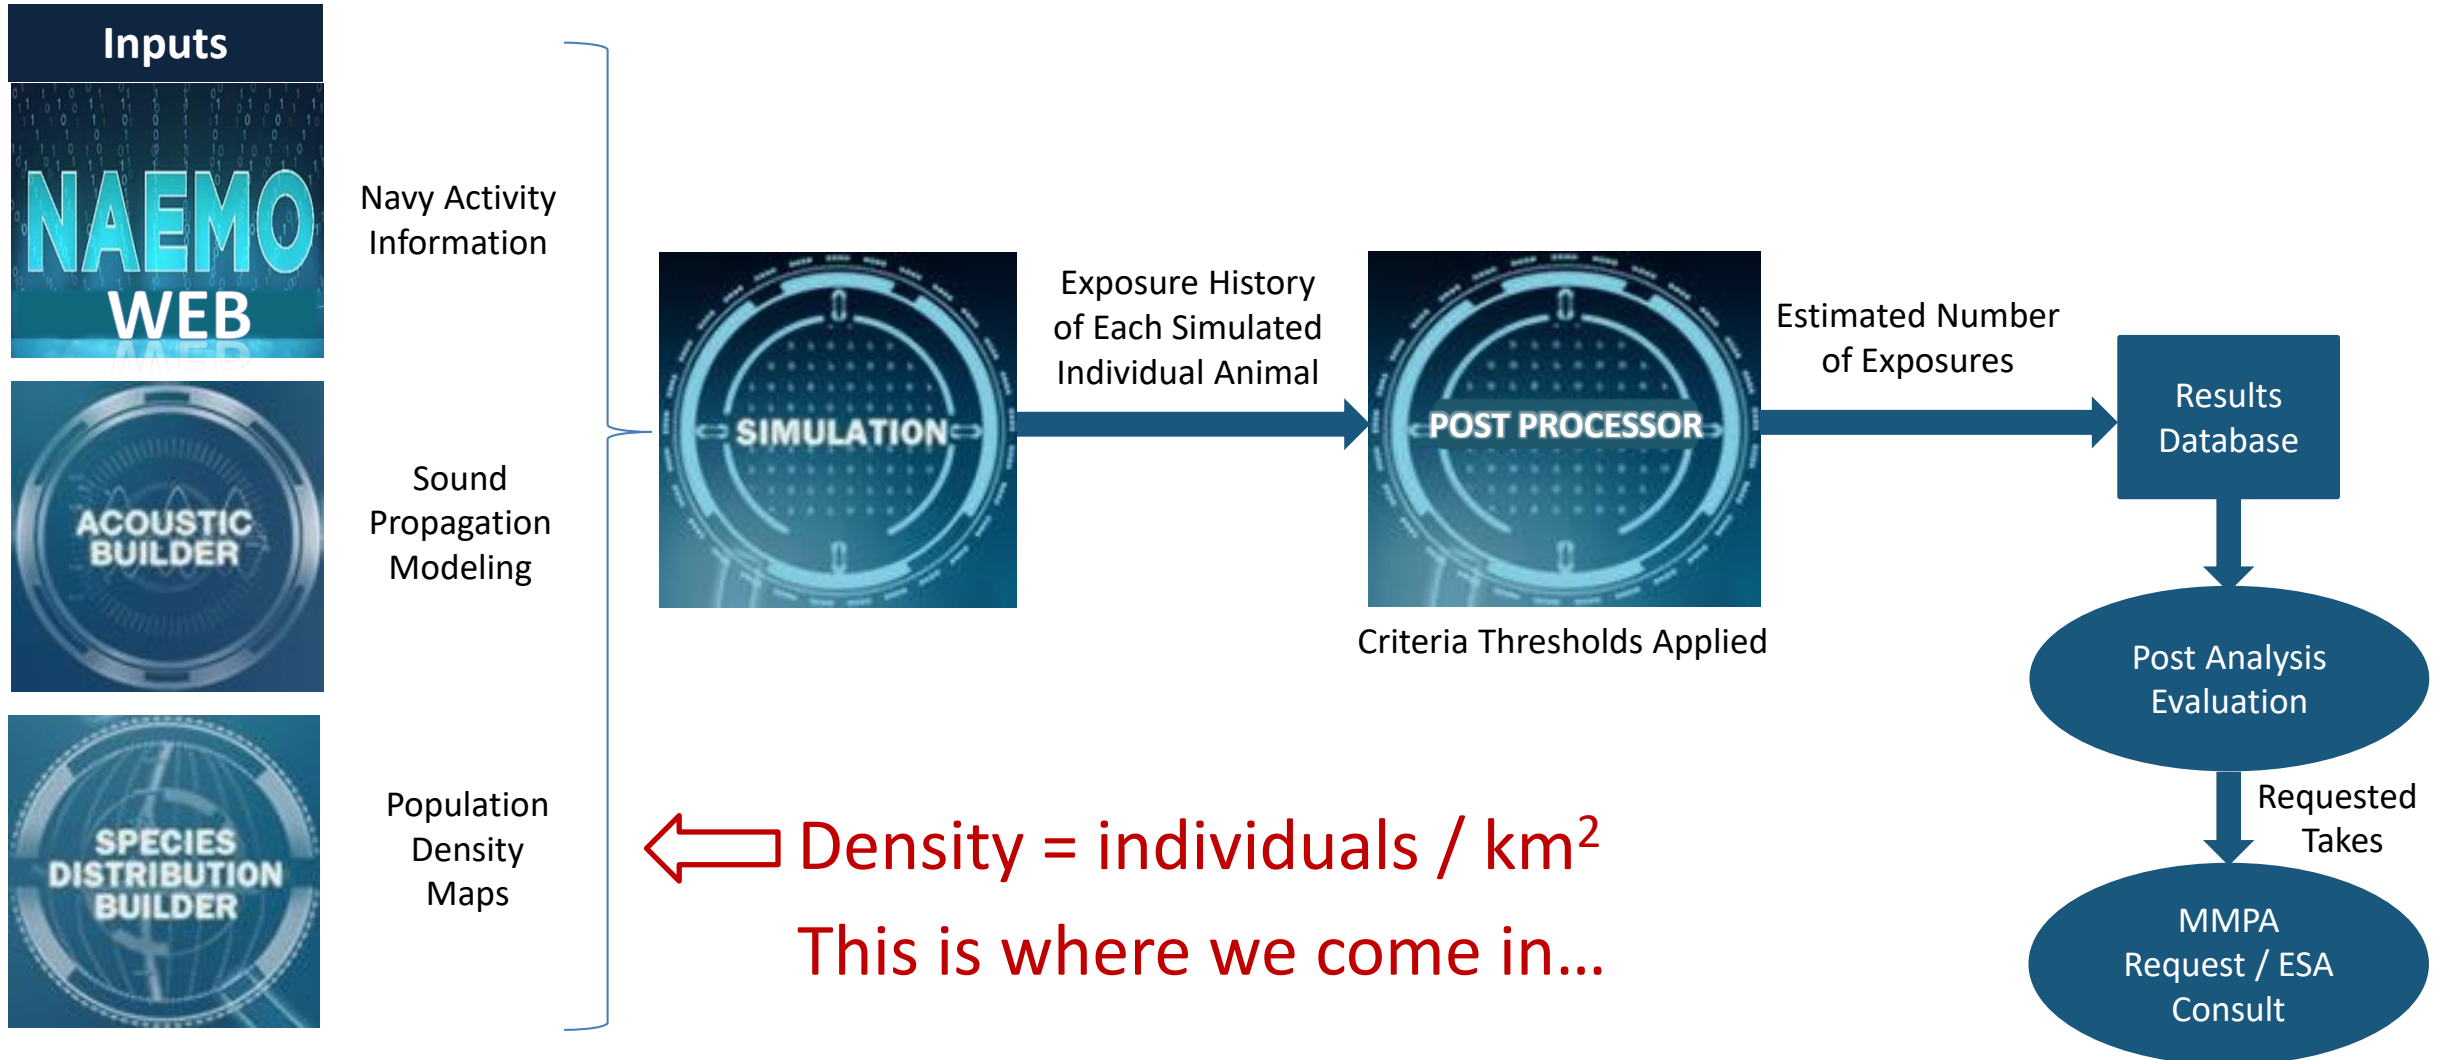 Inputs
NAEMO
WEB
Navy Activity
Information
ACOUSTIC
BUILDER
Sound
Propagation
Modeling
SPECIES
DISTRIBUTION
BUILDER
Population
Density
Maps
SIMULATION
Exposure History
of Each Simulated
Individual Animal
POST PROCESSOR
Criteria Thresholds Applied
Estimated Number
of Exposures
Results
Database
Post Analysis
Evaluation
Requested
Takes
MMPA
Request / ESA
Consult
Density = individuals / km²
This is where we come in...